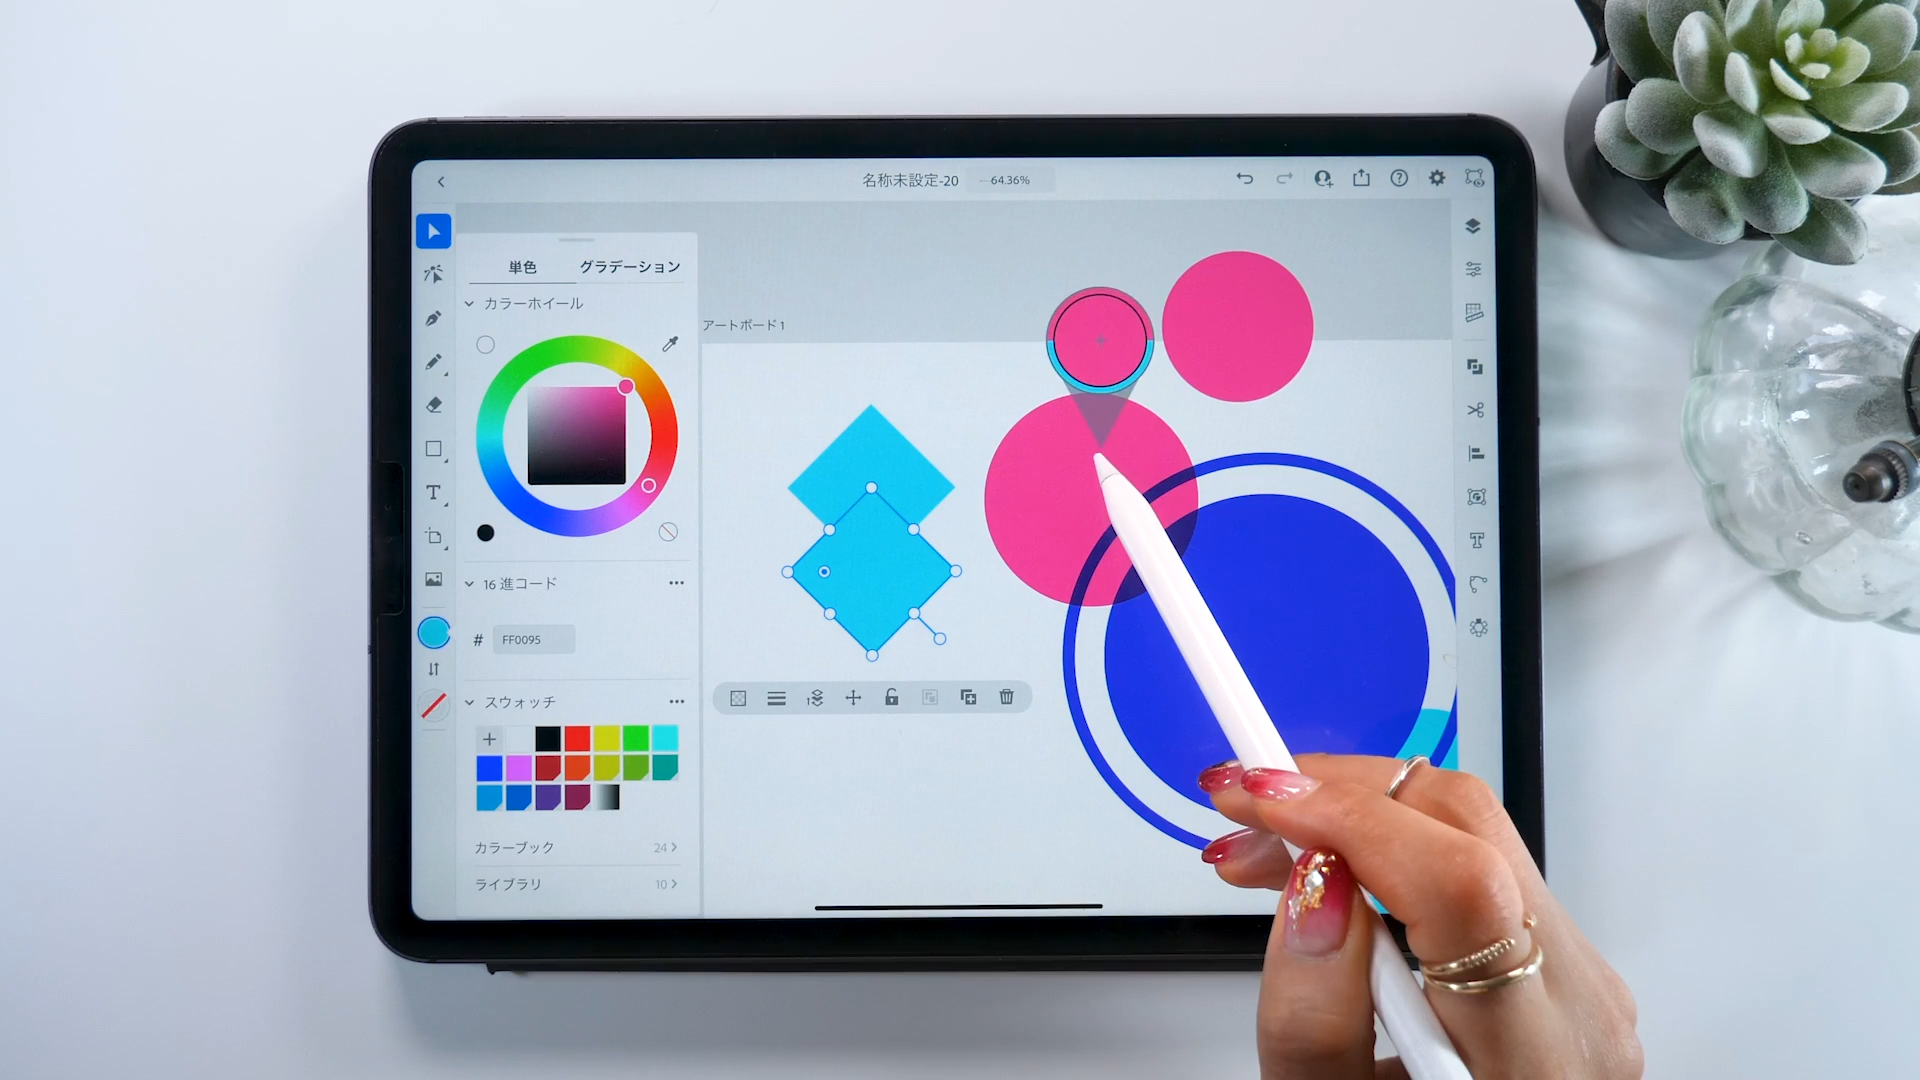 名称未設定-20
64.36%
単色
グラデーション
カラーホイール
アートボード1
16 進コード
# FF0095
スウォッチ
カラーブック
24
ライブラリ
10